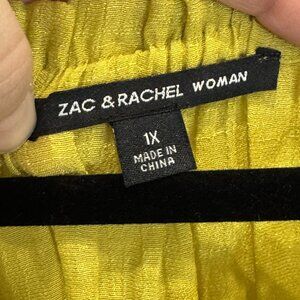 ZAC & RACHEL WOMAN
1X
MADE IN
CHINA